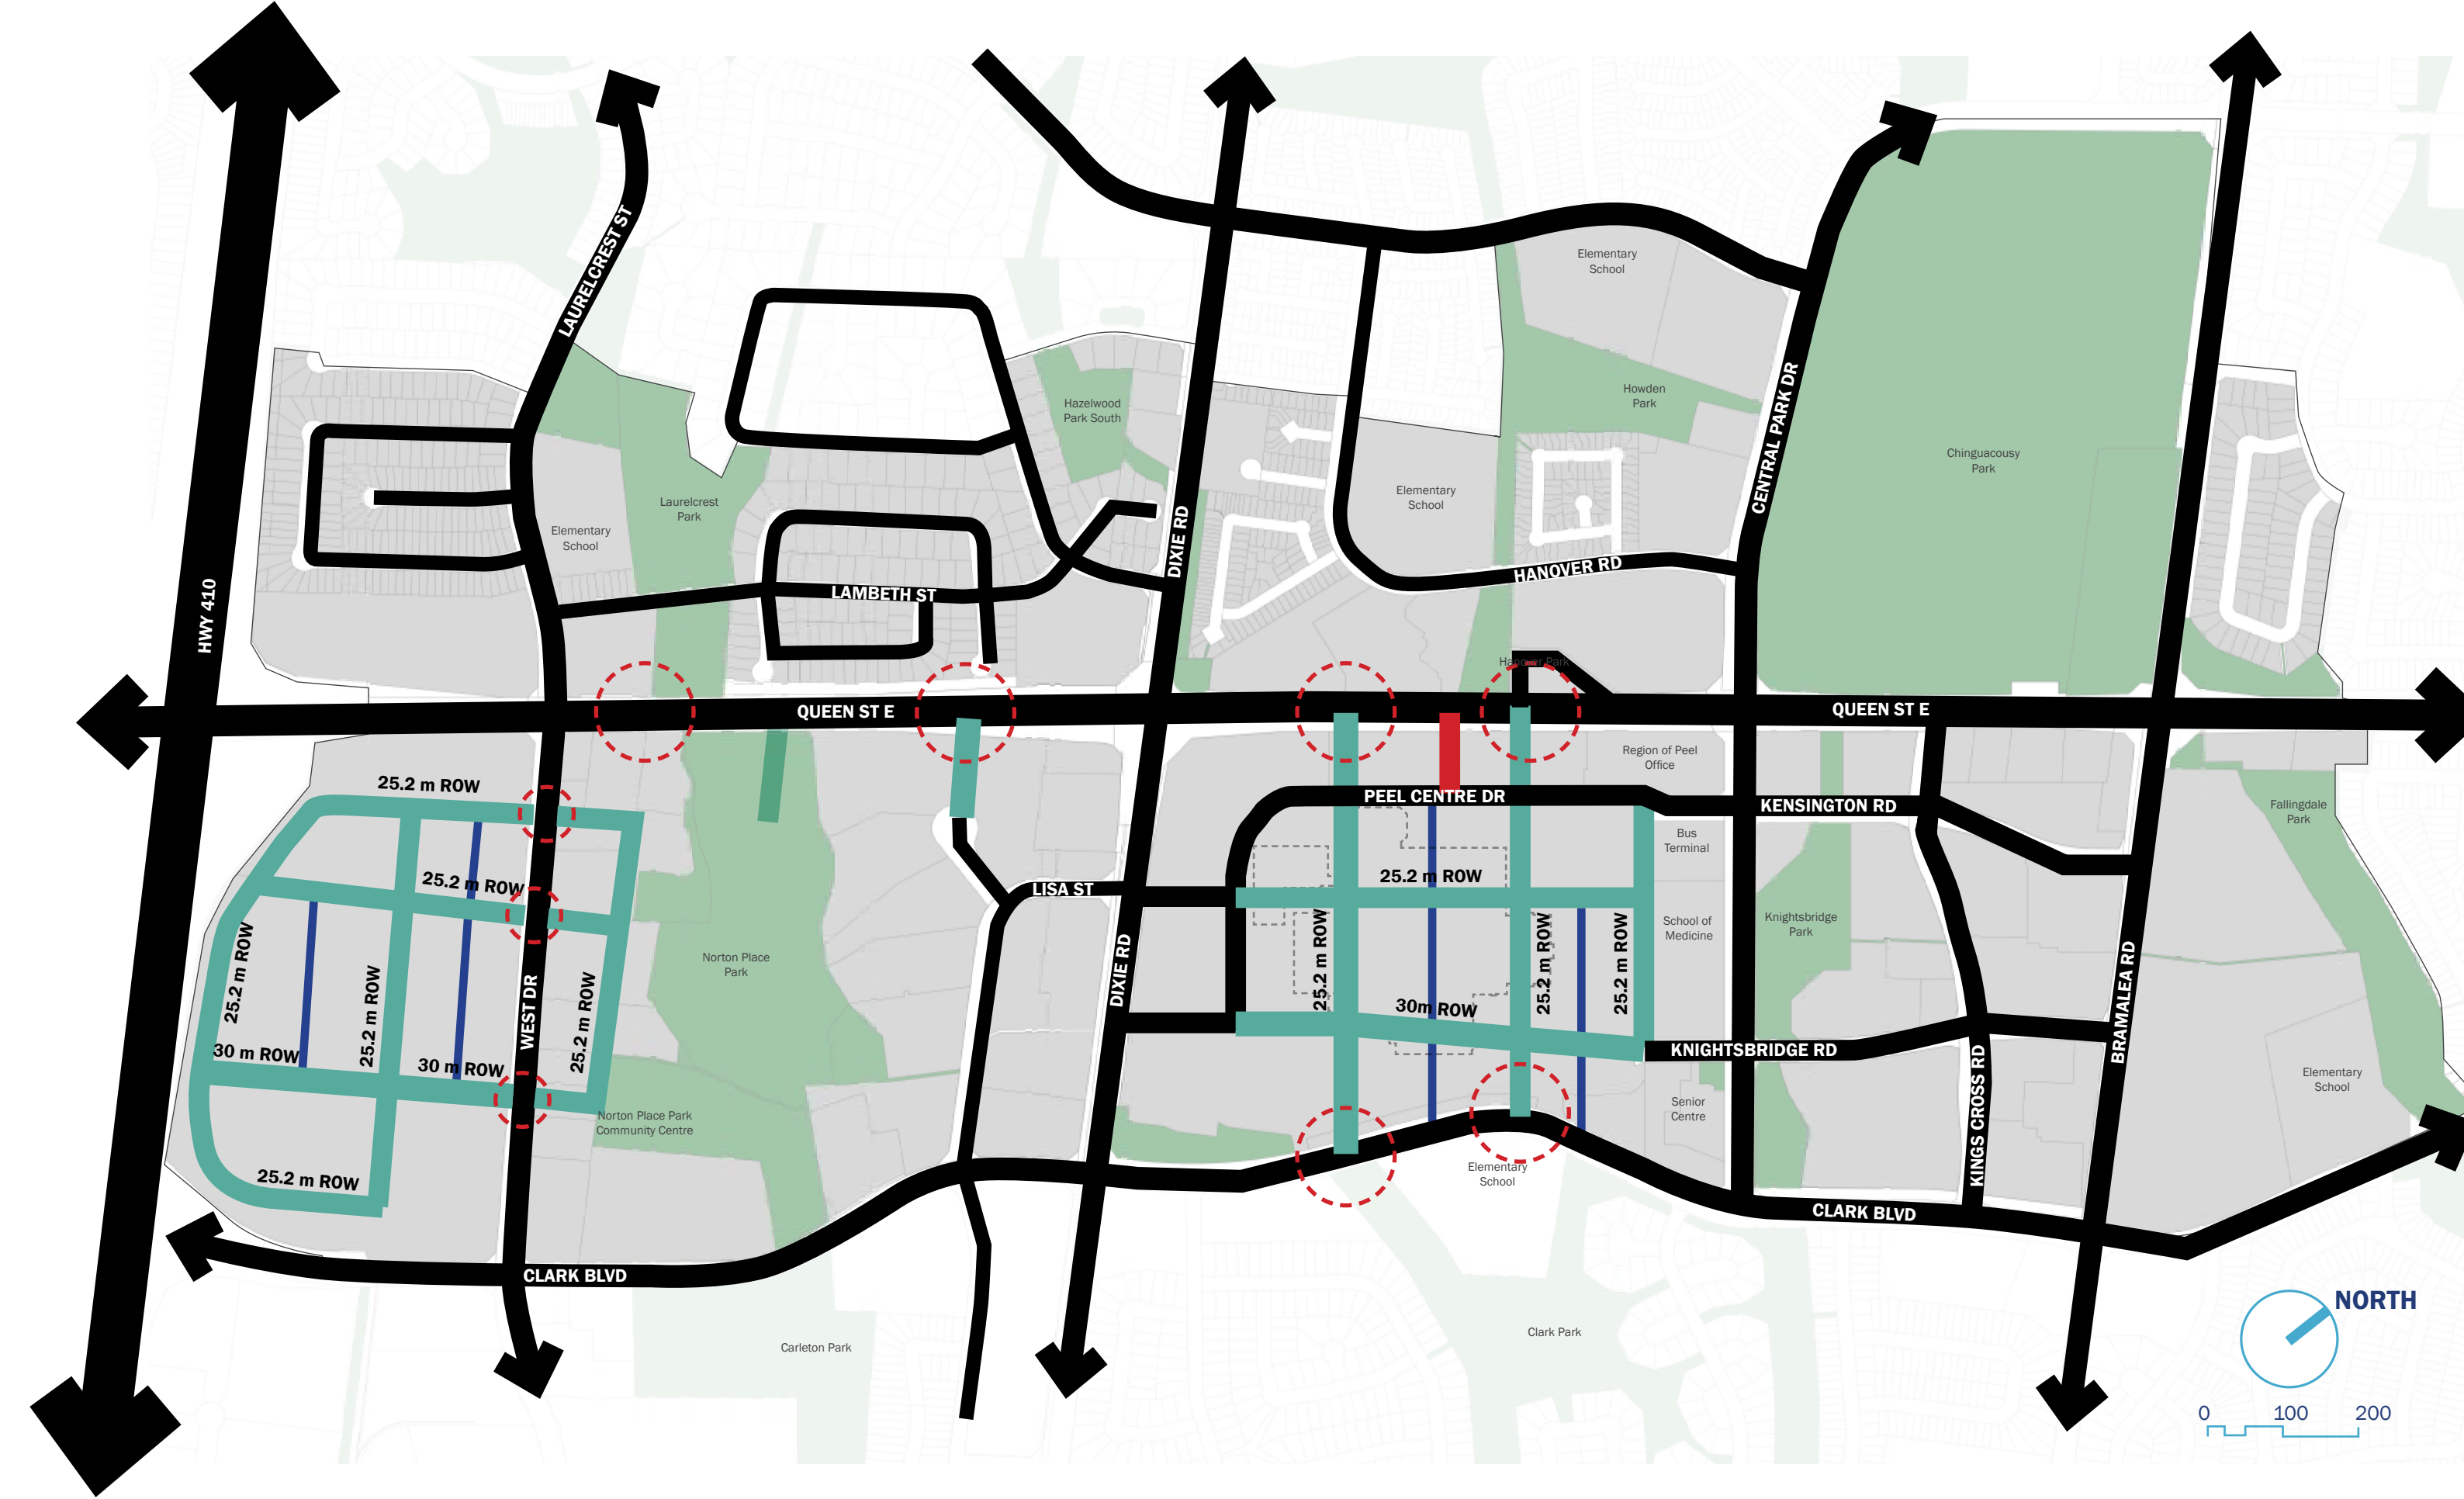 LAURELCREST ST
Elementary
School
Howden
Park
Hazelwood
Park South
CENTRAL PARK DR
Chinguacousy
Park
Laurelcrest
Park
Elementary
School
Elementary
School
DIXIE RD
HWY 410
LAMBETH ST
HANOVER RD
Hanover Park
QUEEN ST E
QUEEN ST E
Region of Peel
Office
25.2 m ROW
PEEL CENTRE DR
KENSINGTON RD
Fallingdale
Park
Bus
Terminal
25.2 m ROW
25.2 m ROW
LISA ST
Knightsbridge
Park
School of
Medicine
25.2 m ROW
25.2 m ROW
25.2 m ROW
25.2 m ROW
25.2 m ROW
25.2 m ROW
Norton Place
Park
DIXIE RD
WEST DR
BRAMALEA RD
30m ROW
30 m ROW
30 m ROW
KNIGHTSBRIDGE RD
KINGS CROSS RD
Elementary
School
Senior
Centre
Norton Place Park
Community Centre
25.2 m ROW
Elementary
School
CLARK BLVD
CLARK BLVD
Carleton Park
Clark Park
NORTH
0 100 200